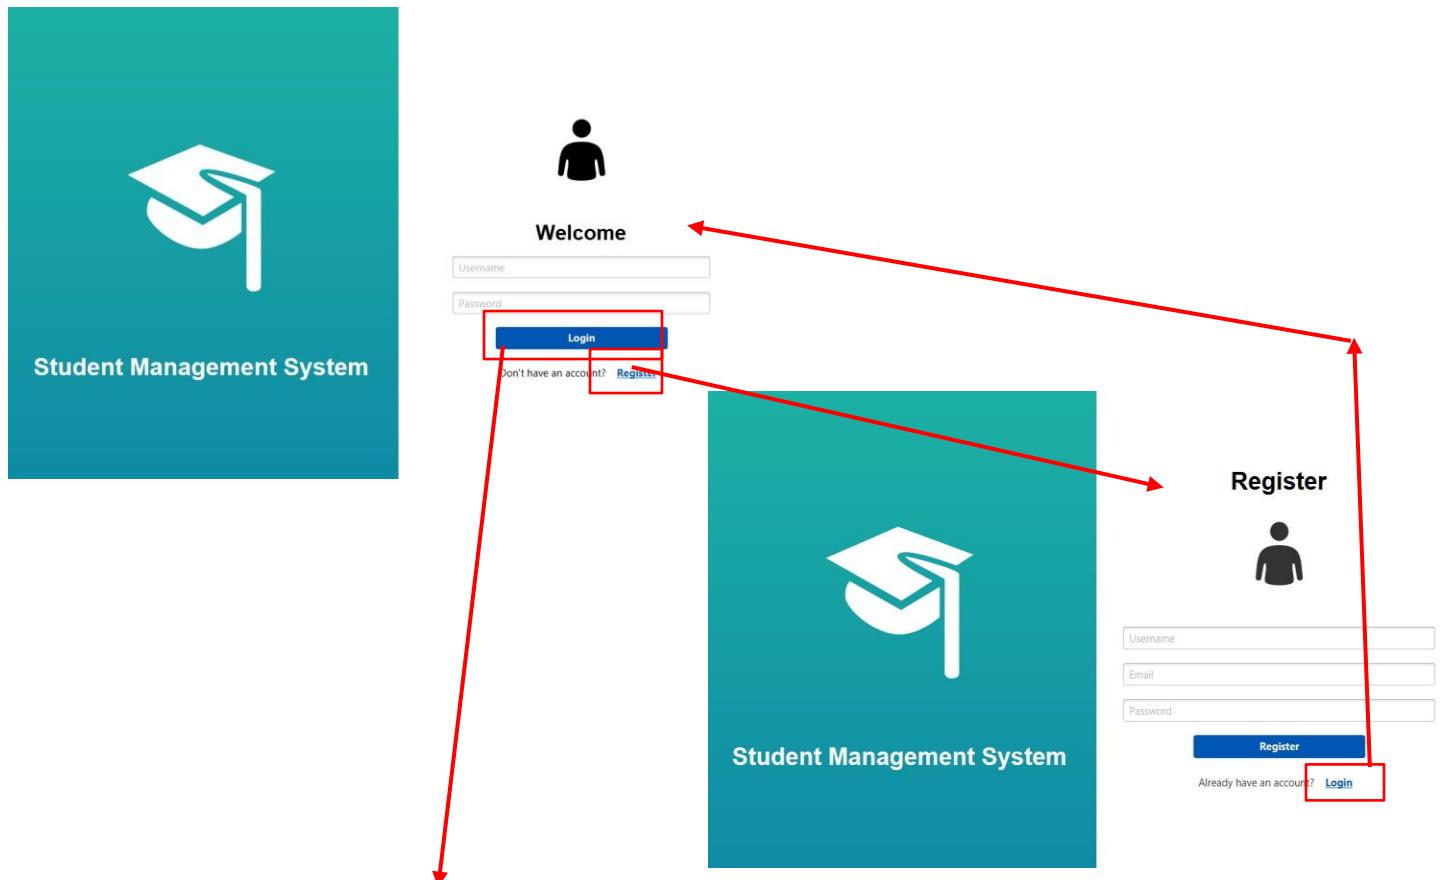 Welcome
Username
Password
Login
Student Management System
Don't have an account? Register
Register
Username
Email
Password
Register
Student Management System
Already have an account? Login